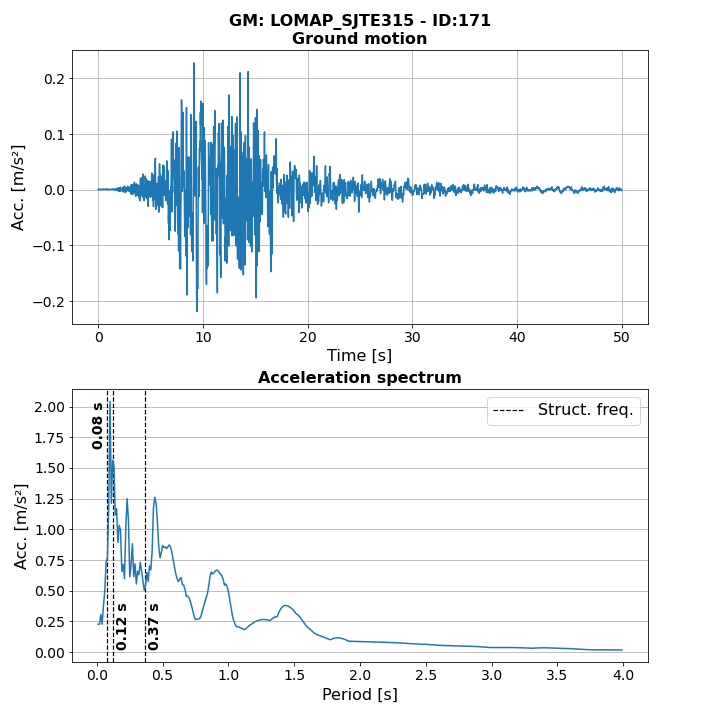 GM: LOMAP_SJTE315 - ID:171
Ground motion
Acc. [m/s²]
0.2
0.1
0.0
−0.1
−0.2
0 10 20 30 40 50
Time [s]
Acceleration spectrum
Acc. [m/s²]
2.00
1.75
1.50
1.25
1.00
0.75
0.50
0.25
0.00
Struct. freq.
0.08 s
0.12 s
0.37 s
0.0 0.5 1.0 1.5 2.0 2.5 3.0 3.5 4.0
Period [s]